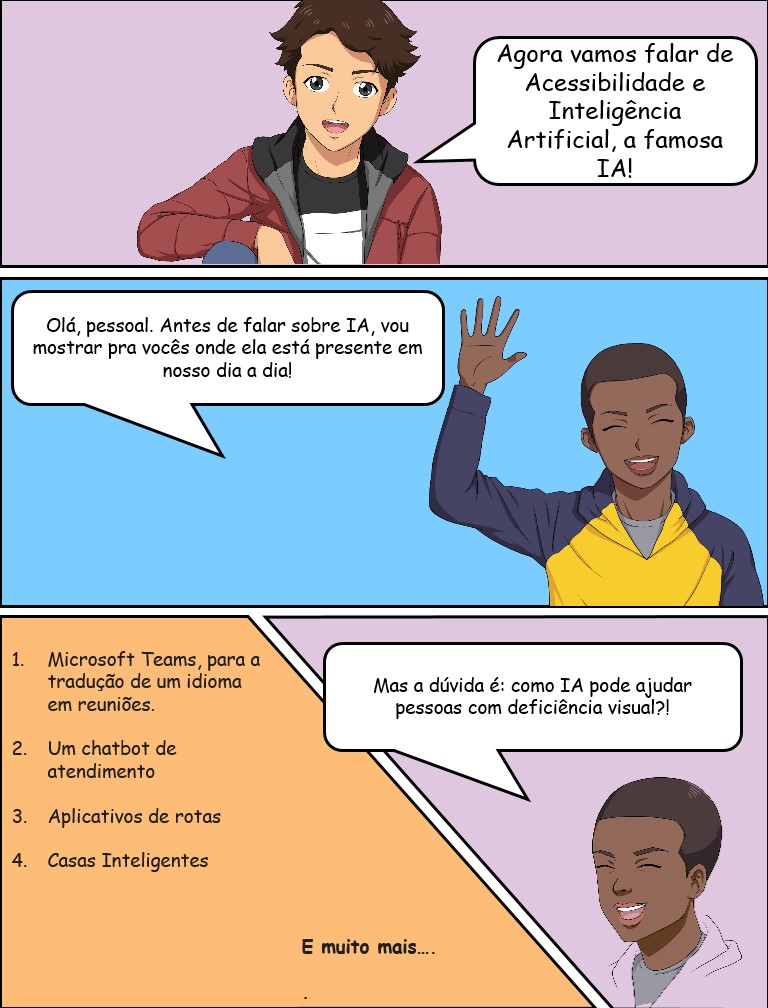 Agora vamos falar de
Acessibilidade e
Inteligência
Artificial, a famosa
IA!
Olá, pessoal. Antes de falar sobre IA, vou
mostrar pra vocês onde ela está presente em
nosso dia a dia!
1. Microsoft Teams, para a
tradução de um idioma
em reuniões.
2. Um chatbot de
atendimento
3. Aplicativos de rotas
4. Casas Inteligentes
E muito mais….
.
Mas a dúvida é: como IA pode ajudar
pessoas com deficiência visual?!